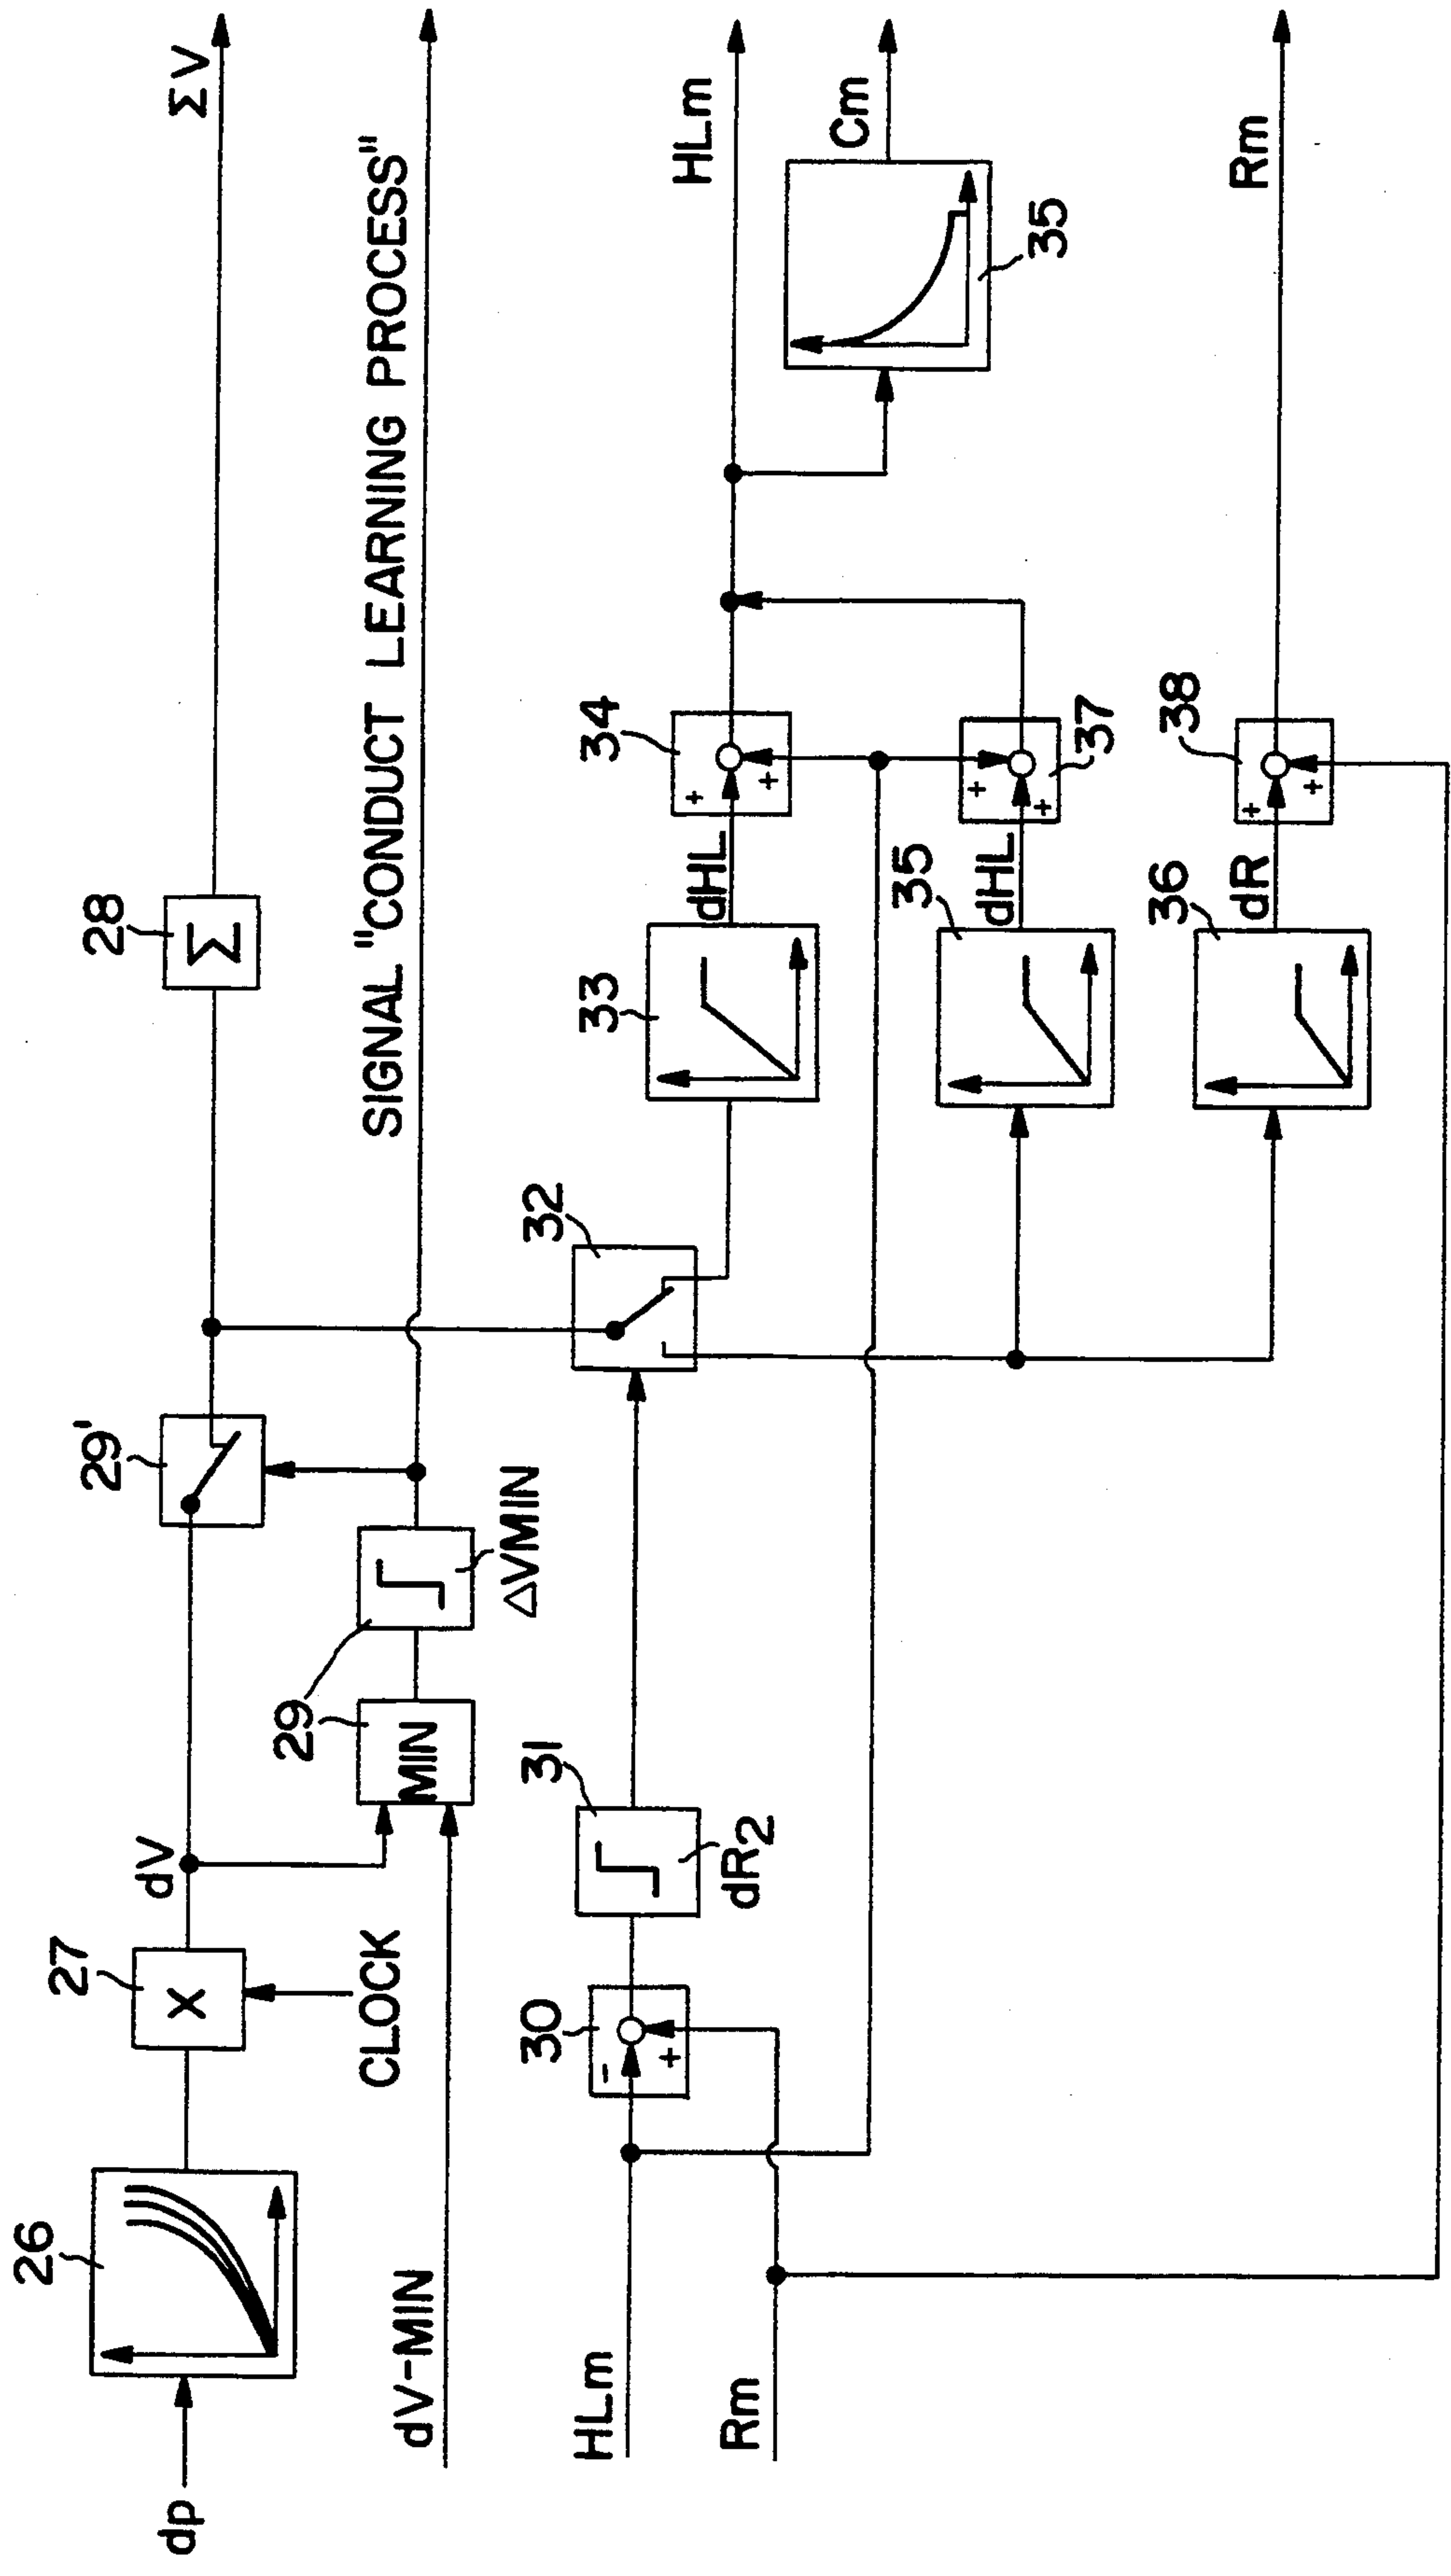 dp
26
27
X
CLOCK
dV
29'
28
Σ
ΣV
dV-MIN
29
MIN
ΔVMIN
SIGNAL "CONDUCT LEARNING PROCESS"
HLm
Rm
30
-
+
31
dR2
32
33
dHL
34
+
+
HLm
35
Cm
35
dHL
37
+
+
36
dR
38
+
+
Rm